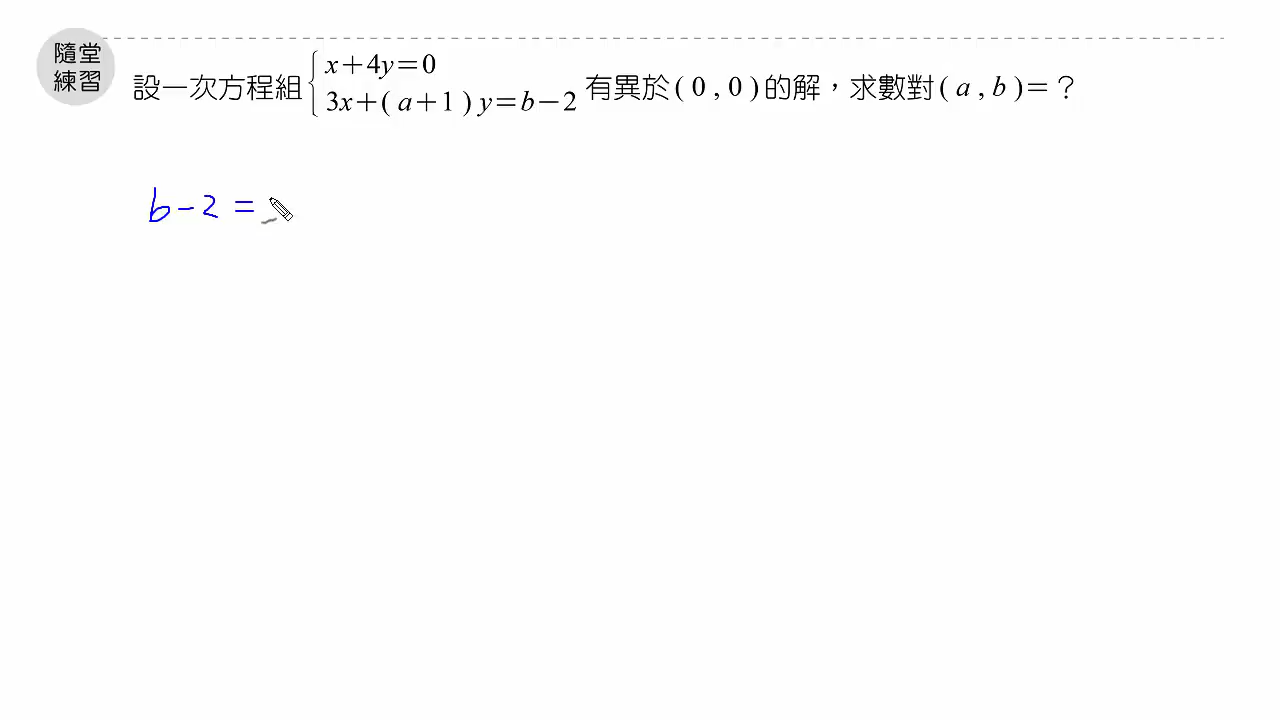 隨堂
練習
設一次方程組{x+4y=0
3x+(a+1)y=b−2 有異於(0,0)的解，求數對(a,b)=？
b−2=